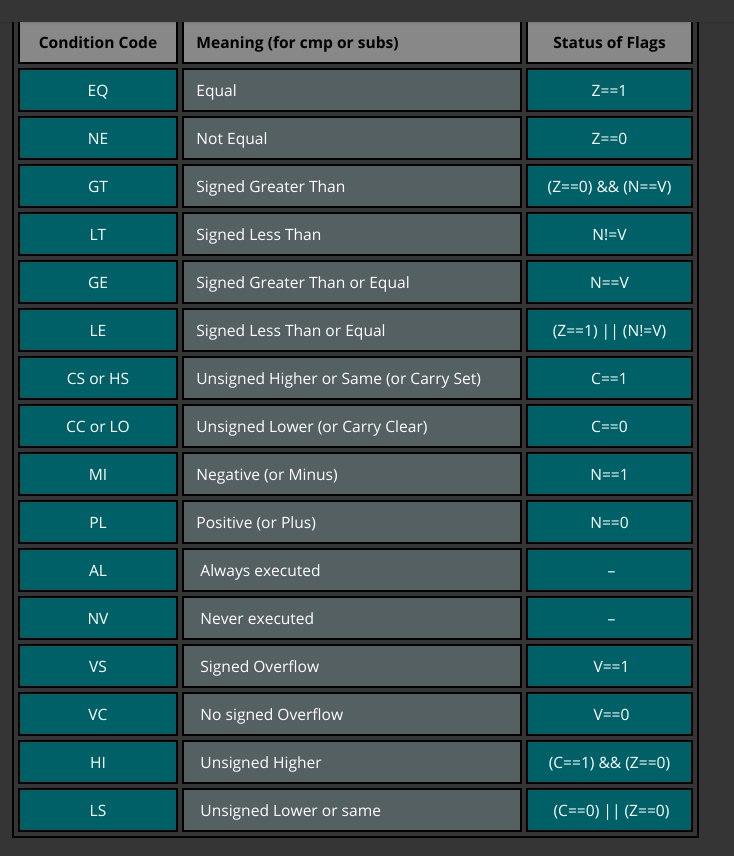 Condition Code Meaning (for cmp or subs) Status of Flags
EQ Equal Z==1
NE Not Equal Z==0
GT Signed Greater Than (Z==0) && (N==V)
LT Signed Less Than N!=V
GE Signed Greater Than or Equal N==V
LE Signed Less Than or Equal (Z==1) || (N!=V)
CS or HS Unsigned Higher or Same (or Carry Set) C==1
CC or LO Unsigned Lower (or Carry Clear) C==0
MI Negative (or Minus) N==1
PL Positive (or Plus) N==0
AL Always executed –
NV Never executed –
VS Signed Overflow V==1
VC No signed Overflow V==0
HI Unsigned Higher (C==1) && (Z==0)
LS Unsigned Lower or same (C==0) || (Z==0)